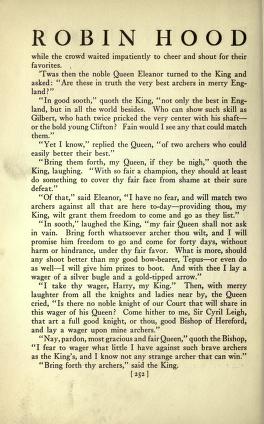 ROBIN HOOD
while the crowd waited impatiently to cheer and shout for their
favorites.
'Twas then the noble Queen Eleanor turned to the King and
asked: "Are these in truth the very best archers in merry Eng-
land?"
"In good sooth," quoth the King, "not only the best in Eng-
land, but in all the world besides. Who can show such skill as
Gilbert, who hath twice pricked the very center with his shaft—
or the bold young Clifton? Fain would I see any that could match
them."
"Yet I know," replied the Queen, "of two archers who could
easily better their best."
"Bring them forth, my Queen, if they be nigh," quoth the
King, laughing. "With so fair a champion, they should at least
do something to cover thy fair face from shame at their sure
defeat."
"Of that," said Eleanor, "I have no fear, and will match two
archers against all that are here to-day—providing thou, my
King, wilt grant them freedom to come and go as they list."
"In sooth," laughed the King, "my fair Queen shall not ask
in vain. Bring forth whatsoever archer thou wilt, and I will
promise him freedom to go and come for forty days, without
harm or hindrance, under thy fair favor. What is more, should
any shoot better than my good bow-bearer, Tepus—or even do
as well—I will give him prizes to boot. And with thee I lay a
wager of a silver bugle and a gold-tipped arrow."
"I take thy wager, Harry, my King." Then, with merry
laughter from all the knights and ladies near by, the Queen
cried, "Is there no noble knight of our Court that will share in
this wager of his Queen? Come hither to me, Sir Cyril Leigh,
that art a full good knight, or thou, good Bishop of Hereford,
and lay a wager upon mine archers."
"Nay, pardon, most gracious and fair Queen," quoth the Bishop,
"I fear to wager what little I have against such brave archers
as the King's, and I know not any strange archer that can win."
"Bring forth thy archers," said the King.
[252]